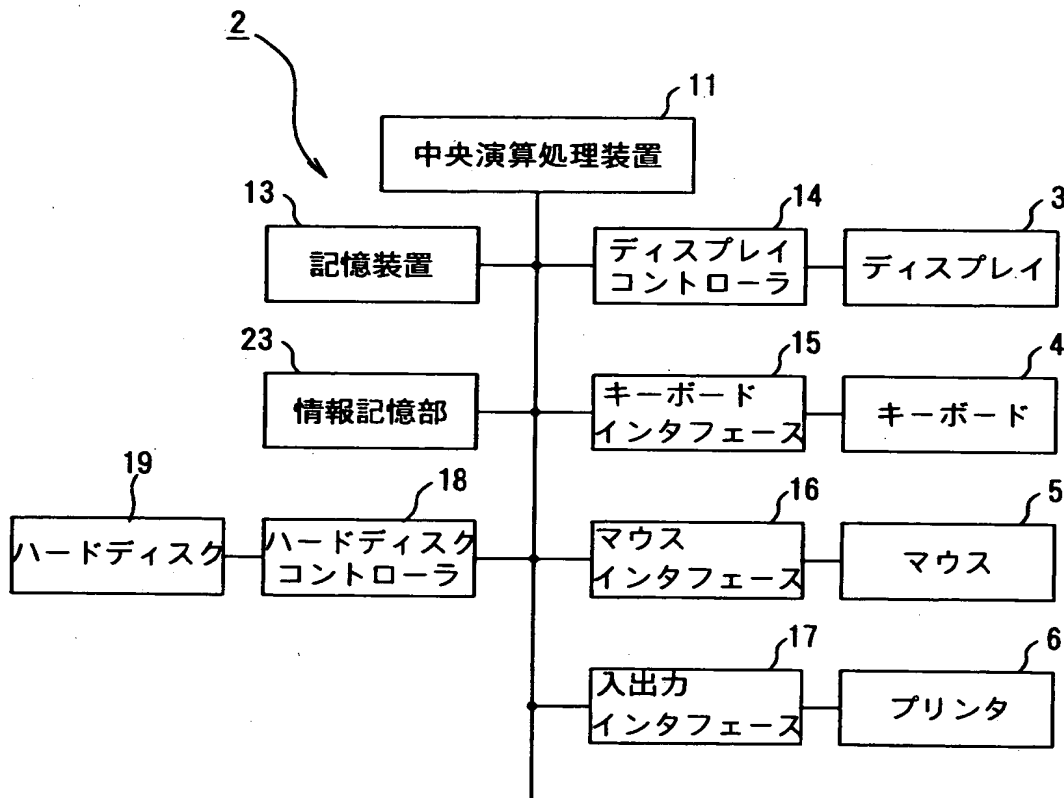 2
11
中央演算処理装置
13
記憶装置
14
ディスプレイ
コントローラ
3
ディスプレイ
23
情報記憶部
15
キーボード
インタフェース
4
キーボード
19
ハードディスク
18
ハードディスク
コントローラ
16
マウス
インタフェース
5
マウス
17
入出力
インタフェース
6
プリンタ